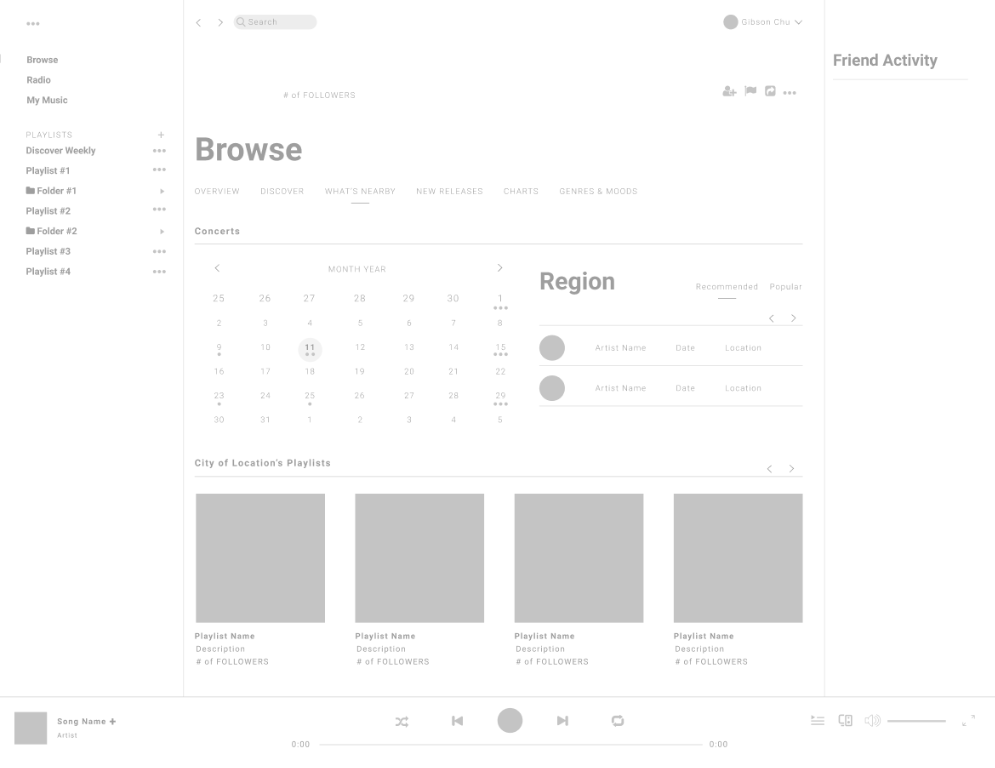 Browse
Radio
My Music
PLAYLISTS +
Discover Weekly
Playlist #1
Folder #1
Playlist #2
Folder #2
Playlist #3
Playlist #4
Search
Gibson Chu
# of FOLLOWERS
Browse
OVERVIEW DISCOVER WHAT'S NEARBY NEW RELEASES CHARTS GENRES & MOODS
Concerts
MONTH YEAR
25 26 27 28 29 30 1
2 3 4 5 6 7 8
9 10 11 12 13 14 15
16 17 18 19 20 21 22
23 24 25 26 27 28 29
30 31 1 2 3 4 5
Region
Recommended Popular
Artist Name Date Location
Artist Name Date Location
City of Location's Playlists
Playlist Name Playlist Name Playlist Name Playlist Name
Description Description Description Description
# of FOLLOWERS # of FOLLOWERS # of FOLLOWERS # of FOLLOWERS
Friend Activity
Song Name +
Artist
0:00 0:00